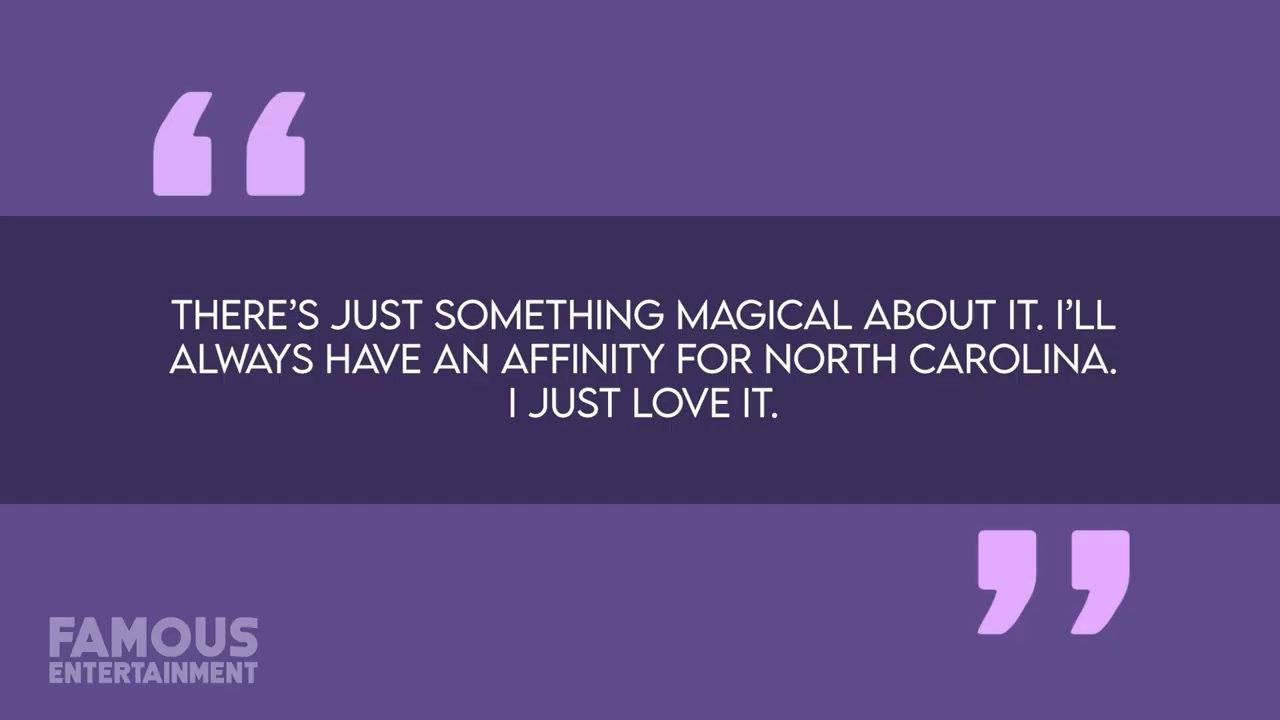 “
THERE’S JUST SOMETHING MAGICAL ABOUT IT. I’LL
ALWAYS HAVE AN AFFINITY FOR NORTH CAROLINA.
I JUST LOVE IT.
”
FAMOUS
ENTERTAINMENT